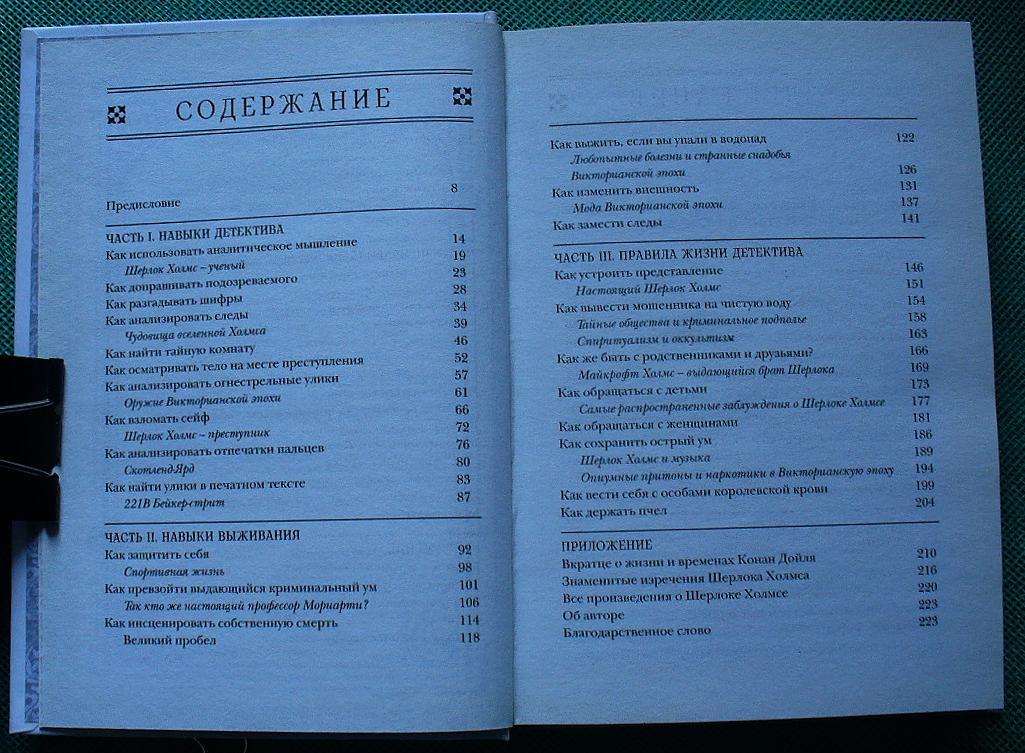 СОДЕРЖАНИЕ
Предисловие 8
ЧАСТЬ I. НАВЫКИ ДЕТЕКТИВА
Как использовать аналитическое мышление 14
Шерлок Холмс – ученый 19
Как допрашивать подозреваемого 23
Как разгадывать шифры 28
Как анализировать следы 34
Чудовища вселенной Холмса 39
Как найти тайную комнату 46
Как осматривать тело на месте преступления 52
Как анализировать огнестрельные улики 57
Оружие Викторианской эпохи 61
Как взломать сейф 66
Шерлок Холмс – преступник 72
Как анализировать отпечатки пальцев 76
Скотленд-Ярд 80
Как найти улики в печатном тексте 83
221В Бейкер-стрит 87
ЧАСТЬ II. НАВЫКИ ВЫЖИВАНИЯ
Как защитить себя 92
Спортивная жизнь 98
Как превзойти выдающийся криминальный ум 101
Так кто же настоящий профессор Мориарти? 106
Как инсценировать собственную смерть 114
Великий пробел 118
Как выжить, если вы упали в водопад 122
Любопытные болезни и странные снадобья
Викторианской эпохи 126
Как изменить внешность 131
Мода Викторианской эпохи 137
Как замести следы 141
ЧАСТЬ III. ПРАВИЛА ЖИЗНИ ДЕТЕКТИВА
Как устроить представление 146
Настоящий Шерлок Холмс 151
Как вывести мошенника на чистую воду 154
Тайные общества и криминальное подполье 158
Спиритуализм и оккультизм 163
Как же быть с родственниками и друзьями? 166
Майкрофт Холмс – выдающийся брат Шерлока 169
Как обращаться с детьми 173
Самые распространенные заблуждения о Шерлоке Холмсе 177
Как обращаться с женщинами 181
Как сохранить острый ум 186
Шерлок Холмс и музыка 189
Опиумные притоны и наркотики в Викторианскую эпоху 194
Как вести себя с особами королевской крови 199
Как держать пчел 204
ПРИЛОЖЕНИЕ
Вкратце о жизни и временах Конан Дойля 210
Знаменитые изречения Шерлока Холмса 216
Все произведения о Шерлоке Холмсе 220
Об авторе 223
Благодарственное слово 223